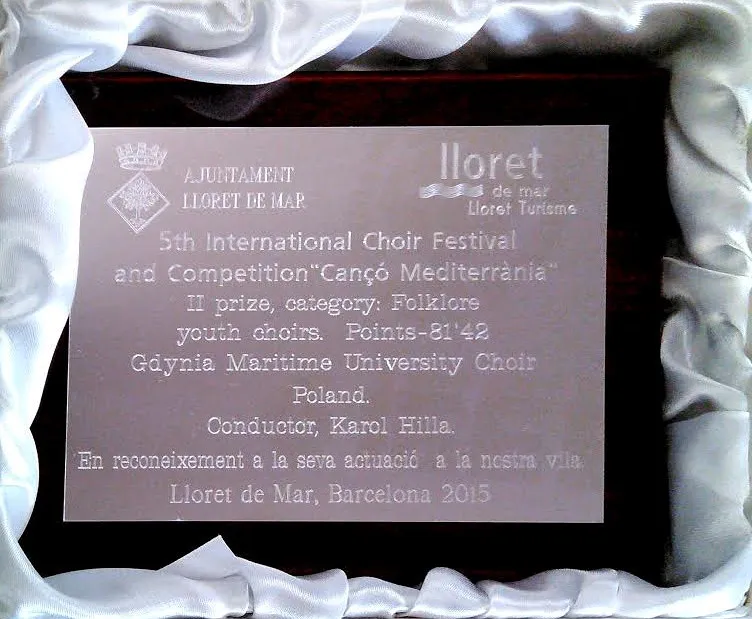 AJUNTAMENT
LLORET DE MAR
lloret
de mar
Lloret Turisme
5th International Choir Festival
and Competition"Cançó Mediterrània"
II prize, category: Folklore
youth choirs. Points-81'42
Gdynia Maritime University Choir
Poland.
Conductor, Karol Hilla.
En reconeixement a la seva actuació a la nostra vila
Lloret de Mar, Barcelona 2015